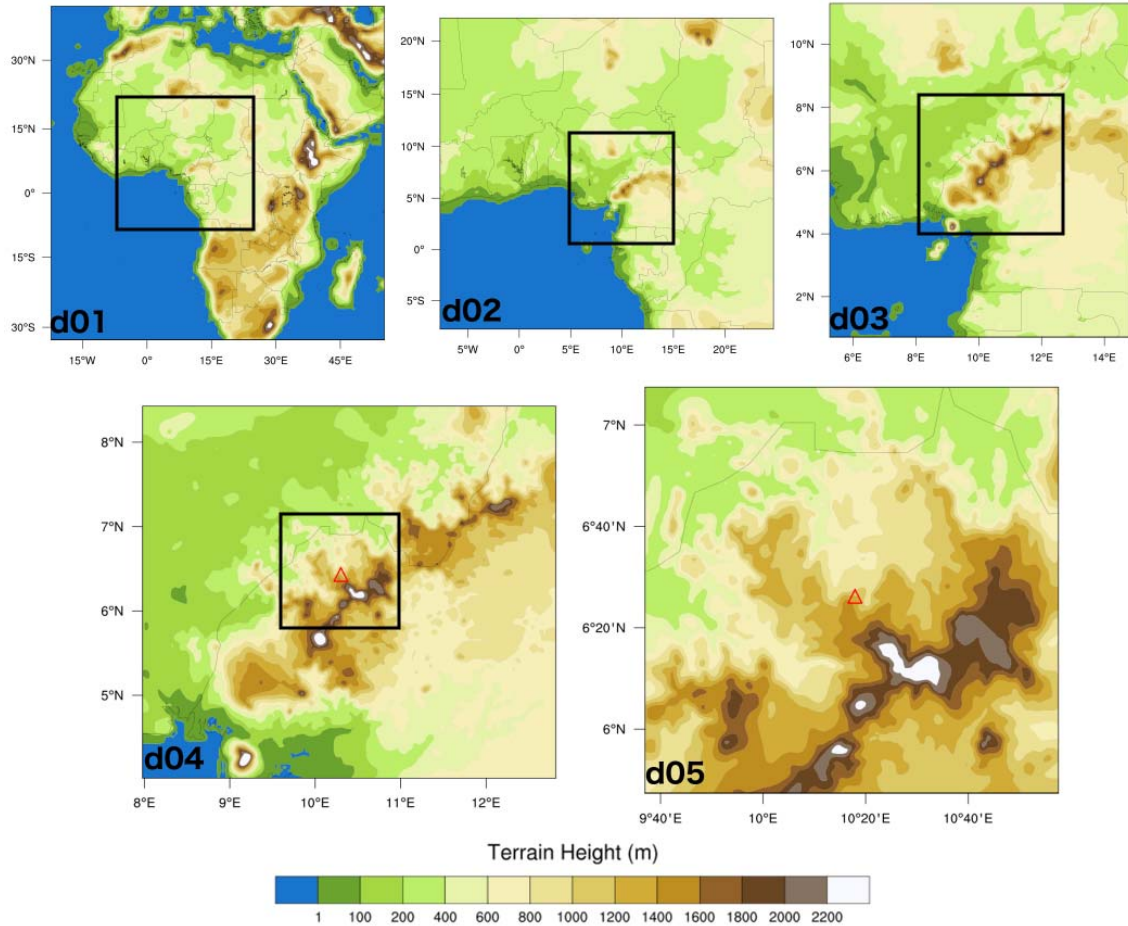 30°N
15°N
0°
15°S
30°S
d01
15°W 0° 15°E 30°E 45°E
20°N
15°N
10°N
5°N
0°
5°S
d02
5°W 0° 5°E 10°E 15°E 20°E
10°N
8°N
6°N
4°N
2°N
d03
6°E 8°E 10°E 12°E 14°E
8°N
7°N
6°N
5°N
d04
8°E 9°E 10°E 11°E 12°E
7°N
6°40'N
6°20'N
6°N
d05
9°40'E 10°E 10°20'E 10°40'E
Terrain Height (m)
1 100 200 400 600 800 1000 1200 1400 1600 1800 2000 2200